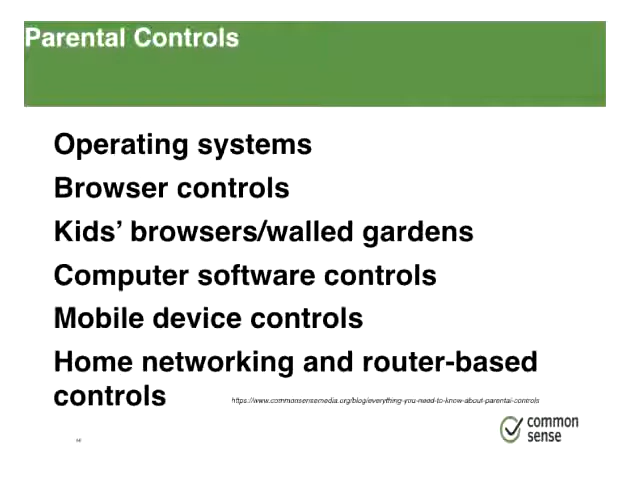 Parental Controls
Operating systems
Browser controls
Kids’ browsers/walled gardens
Computer software controls
Mobile device controls
Home networking and router-based
controls
https://www.commonsensemedia.org/blog/everything-you-need-to-know-about-parental-controls
common
sense